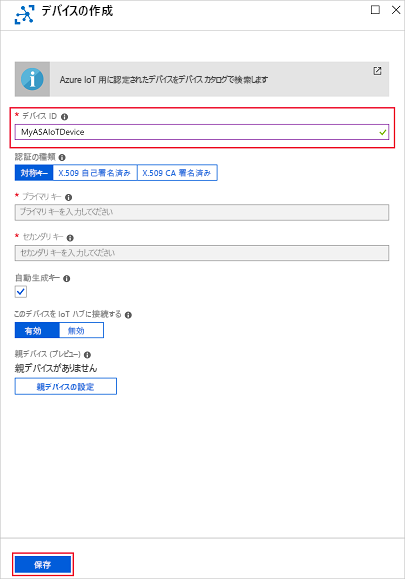 デバイスの作成
Azure IoT 用に認定されたデバイスをデバイス カタログで検索します
* デバイス ID
MyASAIoTDevice
認証の種類
対称キー X.509 自己署名済み X.509 CA 署名済み
* プライマリ キー
プライマリ キーを入力してください
* セカンダリ キー
セカンダリ キーを入力してください
自動生成キー
このデバイスを IoT ハブに接続する
有効 無効
親デバイス (プレビュー)
親デバイスがありません
親デバイスの設定
保存